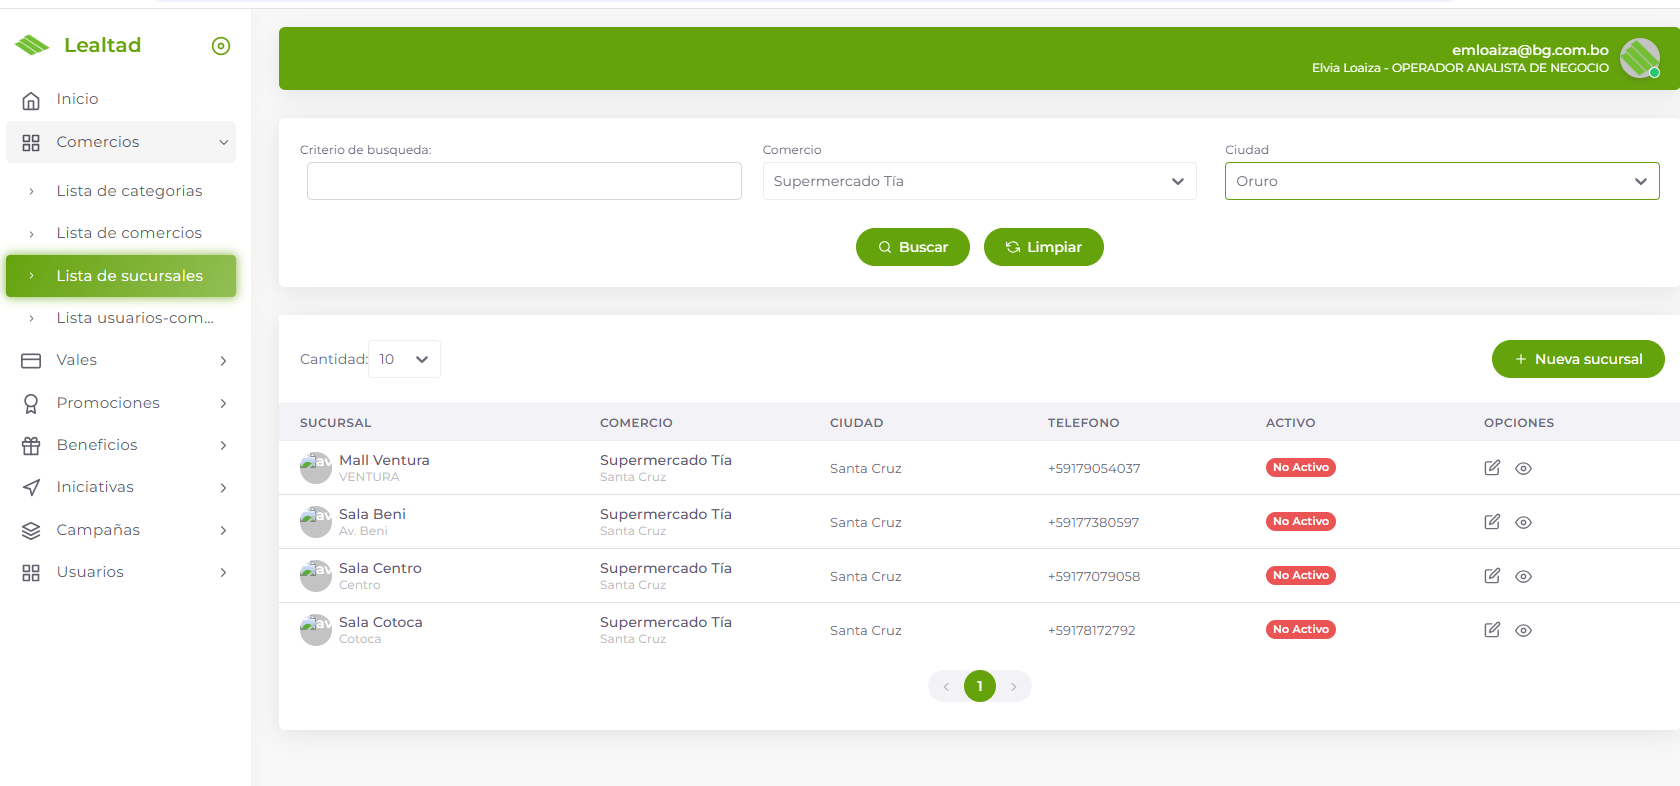 Lealtad
emloaiza@bg.com.bo
Elvia Loaiza - OPERADOR ANALISTA DE NEGOCIO
Inicio
Comercios
Lista de categorias
Lista de comercios
Lista de sucursales
Lista usuarios-com...
Vales
Promociones
Beneficios
Iniciativas
Campañas
Usuarios
Criterio de busqueda:
Comercio
Supermercado Tía
Ciudad
Oruro
Buscar
Limpiar
Cantidad: 10
+ Nueva sucursal
SUCURSAL COMERCIO CIUDAD TELEFONO ACTIVO OPCIONES
av Mall Ventura Supermercado Tía Santa Cruz +59179054037 No Activo
VENTURA Santa Cruz
av Sala Beni Supermercado Tía Santa Cruz +59177380597 No Activo
Av. Beni Santa Cruz
av Sala Centro Supermercado Tía Santa Cruz +59177079058 No Activo
Centro Santa Cruz
av Sala Cotoca Supermercado Tía Santa Cruz +59178172792 No Activo
Cotoca Santa Cruz
1